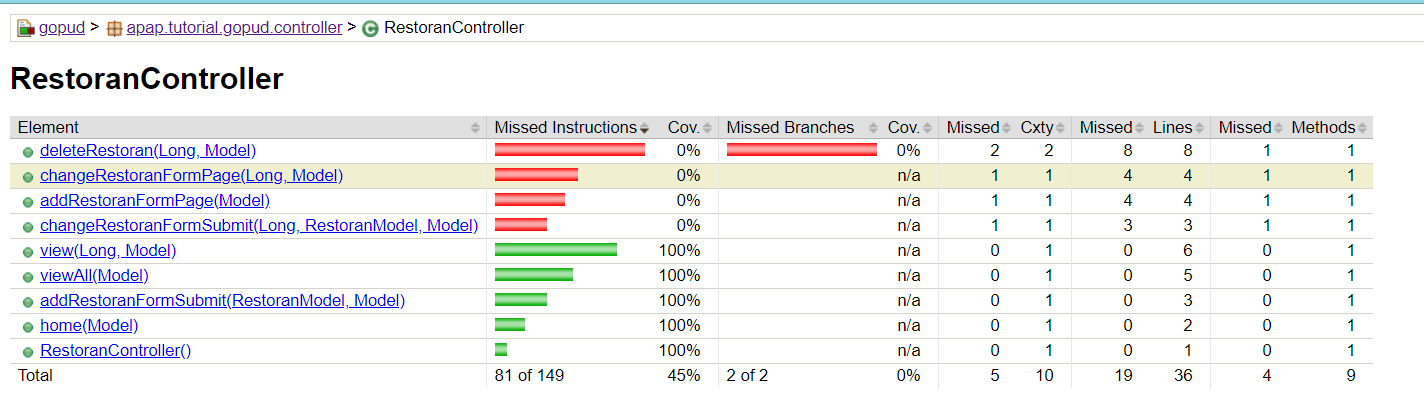 gopud > apap.tutorial.gopud.controller > RestoranController
RestoranController
Element Missed Instructions Cov. Missed Branches Cov. Missed Cxty Missed Lines Missed Methods
deleteRestoran(Long, Model) 0% 0% 2 2 8 8 1 1
changeRestoranFormPage(Long, Model) 0% n/a 1 1 4 4 1 1
addRestoranFormPage(Model) 0% n/a 1 1 4 4 1 1
changeRestoranFormSubmit(Long, RestoranModel, Model) 0% n/a 1 1 3 3 1 1
view(Long, Model) 100% n/a 0 1 0 6 0 1
viewAll(Model) 100% n/a 0 1 0 5 0 1
addRestoranFormSubmit(RestoranModel, Model) 100% n/a 0 1 0 3 0 1
home(Model) 100% n/a 0 1 0 2 0 1
RestoranController() 100% n/a 0 1 0 1 0 1
Total 81 of 149 45% 2 of 2 0% 5 10 19 36 4 9